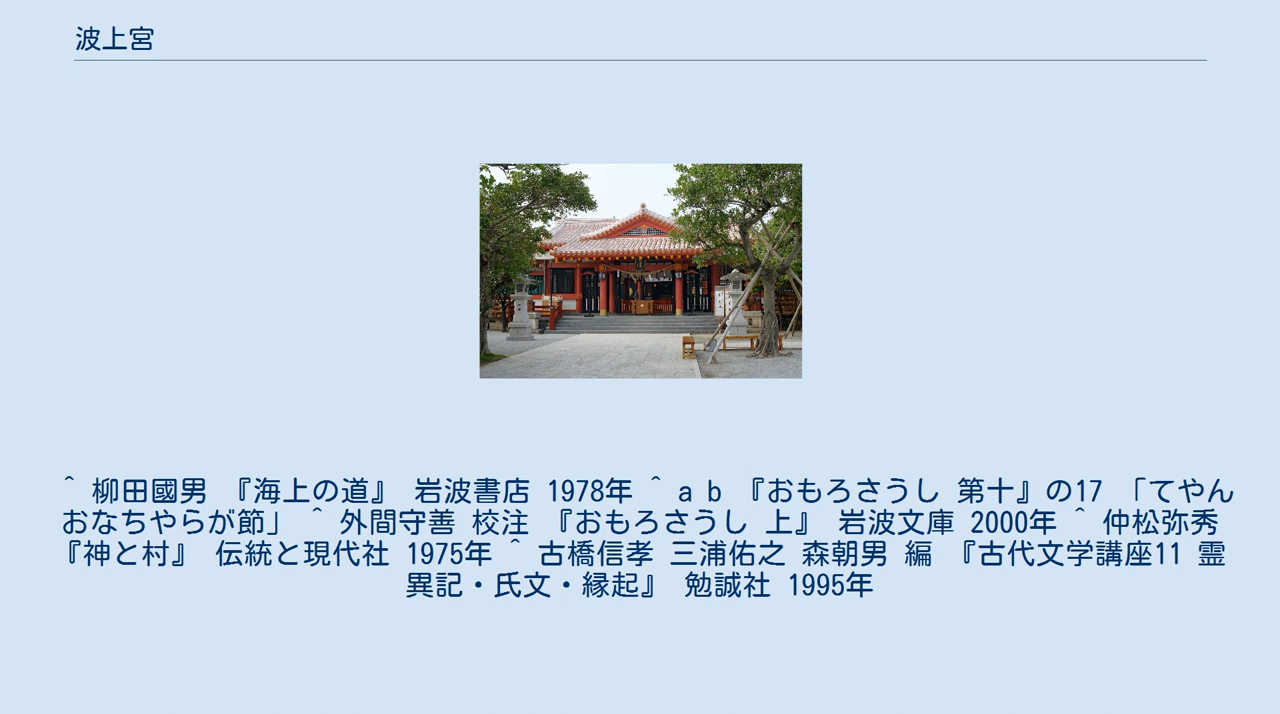 波上宮
^ 柳田國男 『海上の道』 岩波書店 1978年 ^ a b 『おもろさうし 第十』の17 「てやん
おなちやらが節」 ^ 外間守善 校注 『おもろさうし 上』 岩波文庫 2000年 ^ 仲松弥秀
『神と村』 伝統と現代社 1975年 ^ 古橋信孝 三浦佑之 森朝男 編 『古代文学講座11 霊
異記・氏文・縁起』 勉誠社 1995年